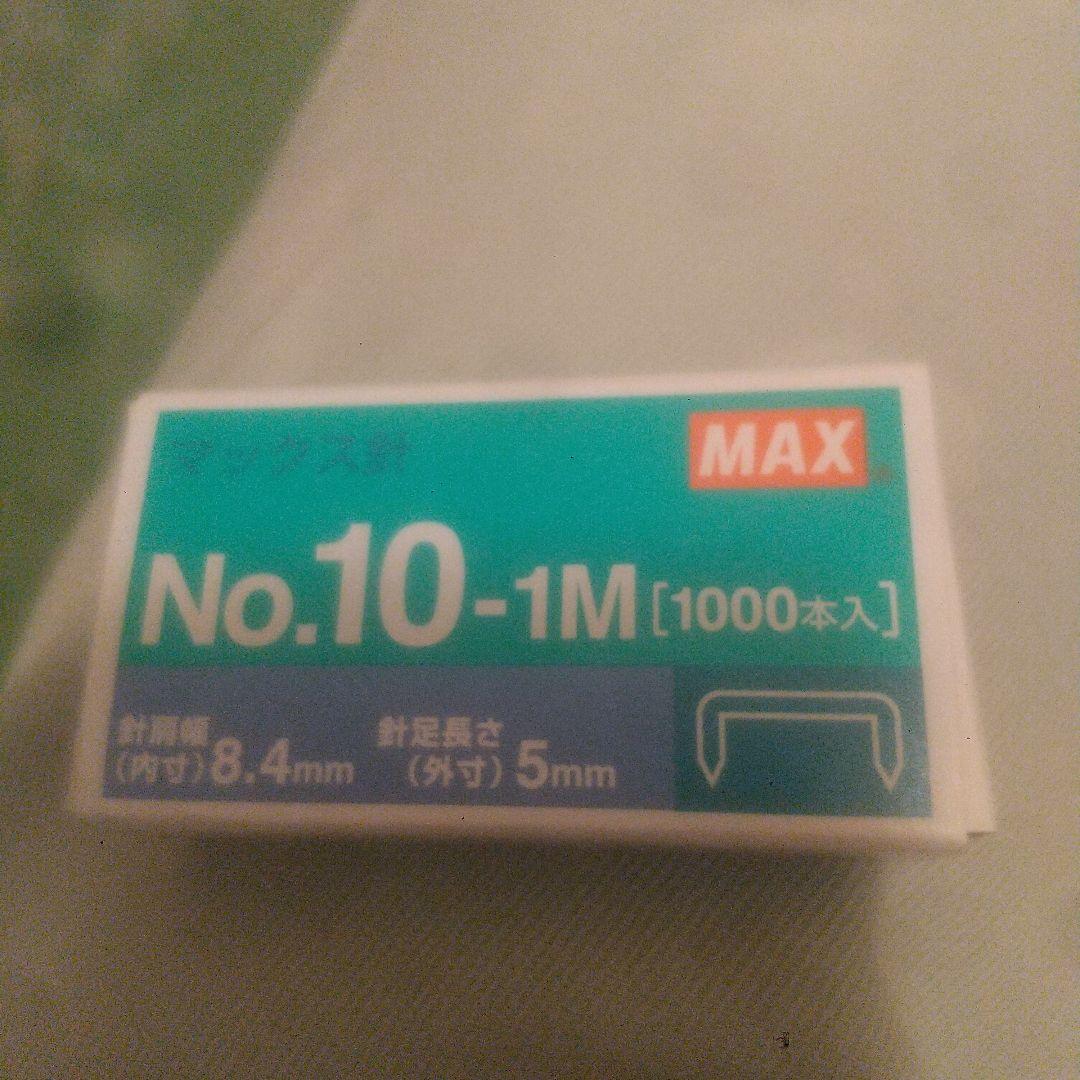 マックス針
MAX
No.10-1M [1000本入]
針肩幅
(内寸) 8.4mm
針足長さ
(外寸) 5mm